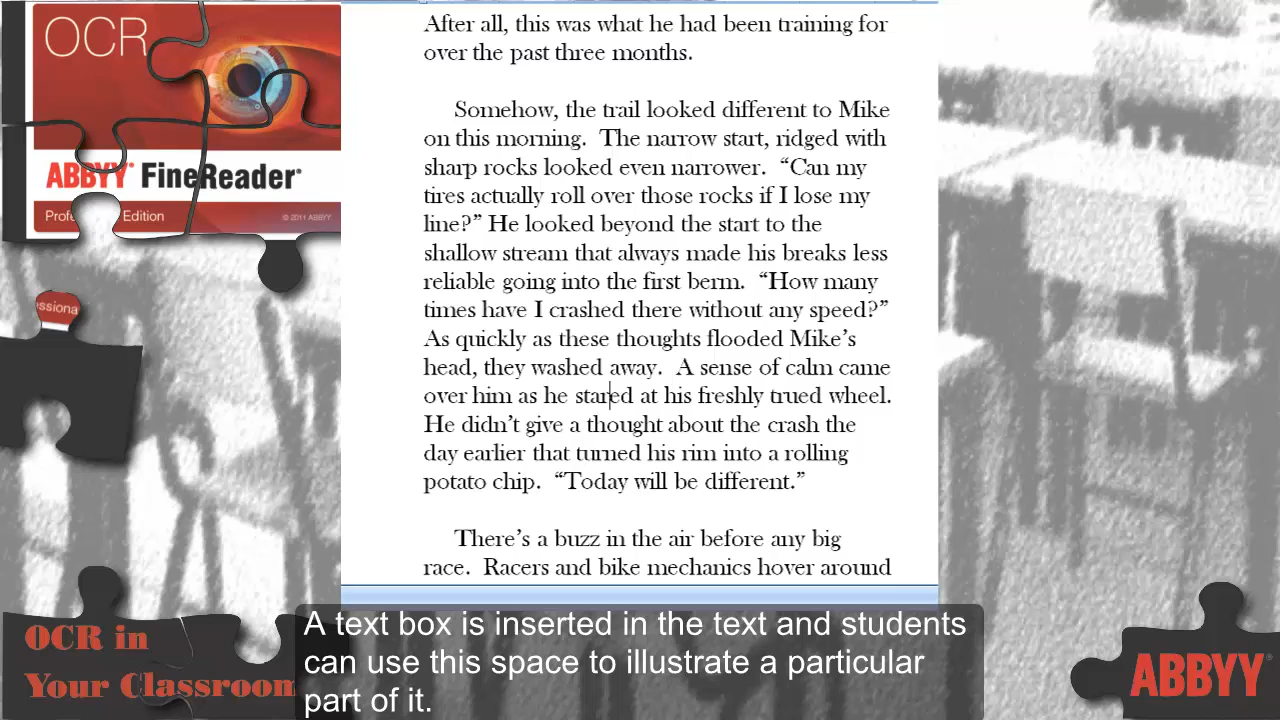 OCR
ABBYY FineReader
Profe Edition
© 2011 ABBYY
ssiona
After all, this was what he had been training for
over the past three months.
Somehow, the trail looked different to Mike
on this morning.  The narrow start, ridged with
sharp rocks looked even narrower.  “Can my
tires actually roll over those rocks if I lose my
line?” He looked beyond the start to the
shallow stream that always made his breaks less
reliable going into the first berm.  “How many
times have I crashed there without any speed?”
As quickly as these thoughts flooded Mike’s
head, they washed away.  A sense of calm came
over him as he stared at his freshly trued wheel.
He didn’t give a thought about the crash the
day earlier that turned his rim into a rolling
potato chip.  “Today will be different.”
There’s a buzz in the air before any big
race.  Racers and bike mechanics hover around
A text box is inserted in the text and students
can use this space to illustrate a particular
part of it.
OCR in
Your Classroom
ABBYY